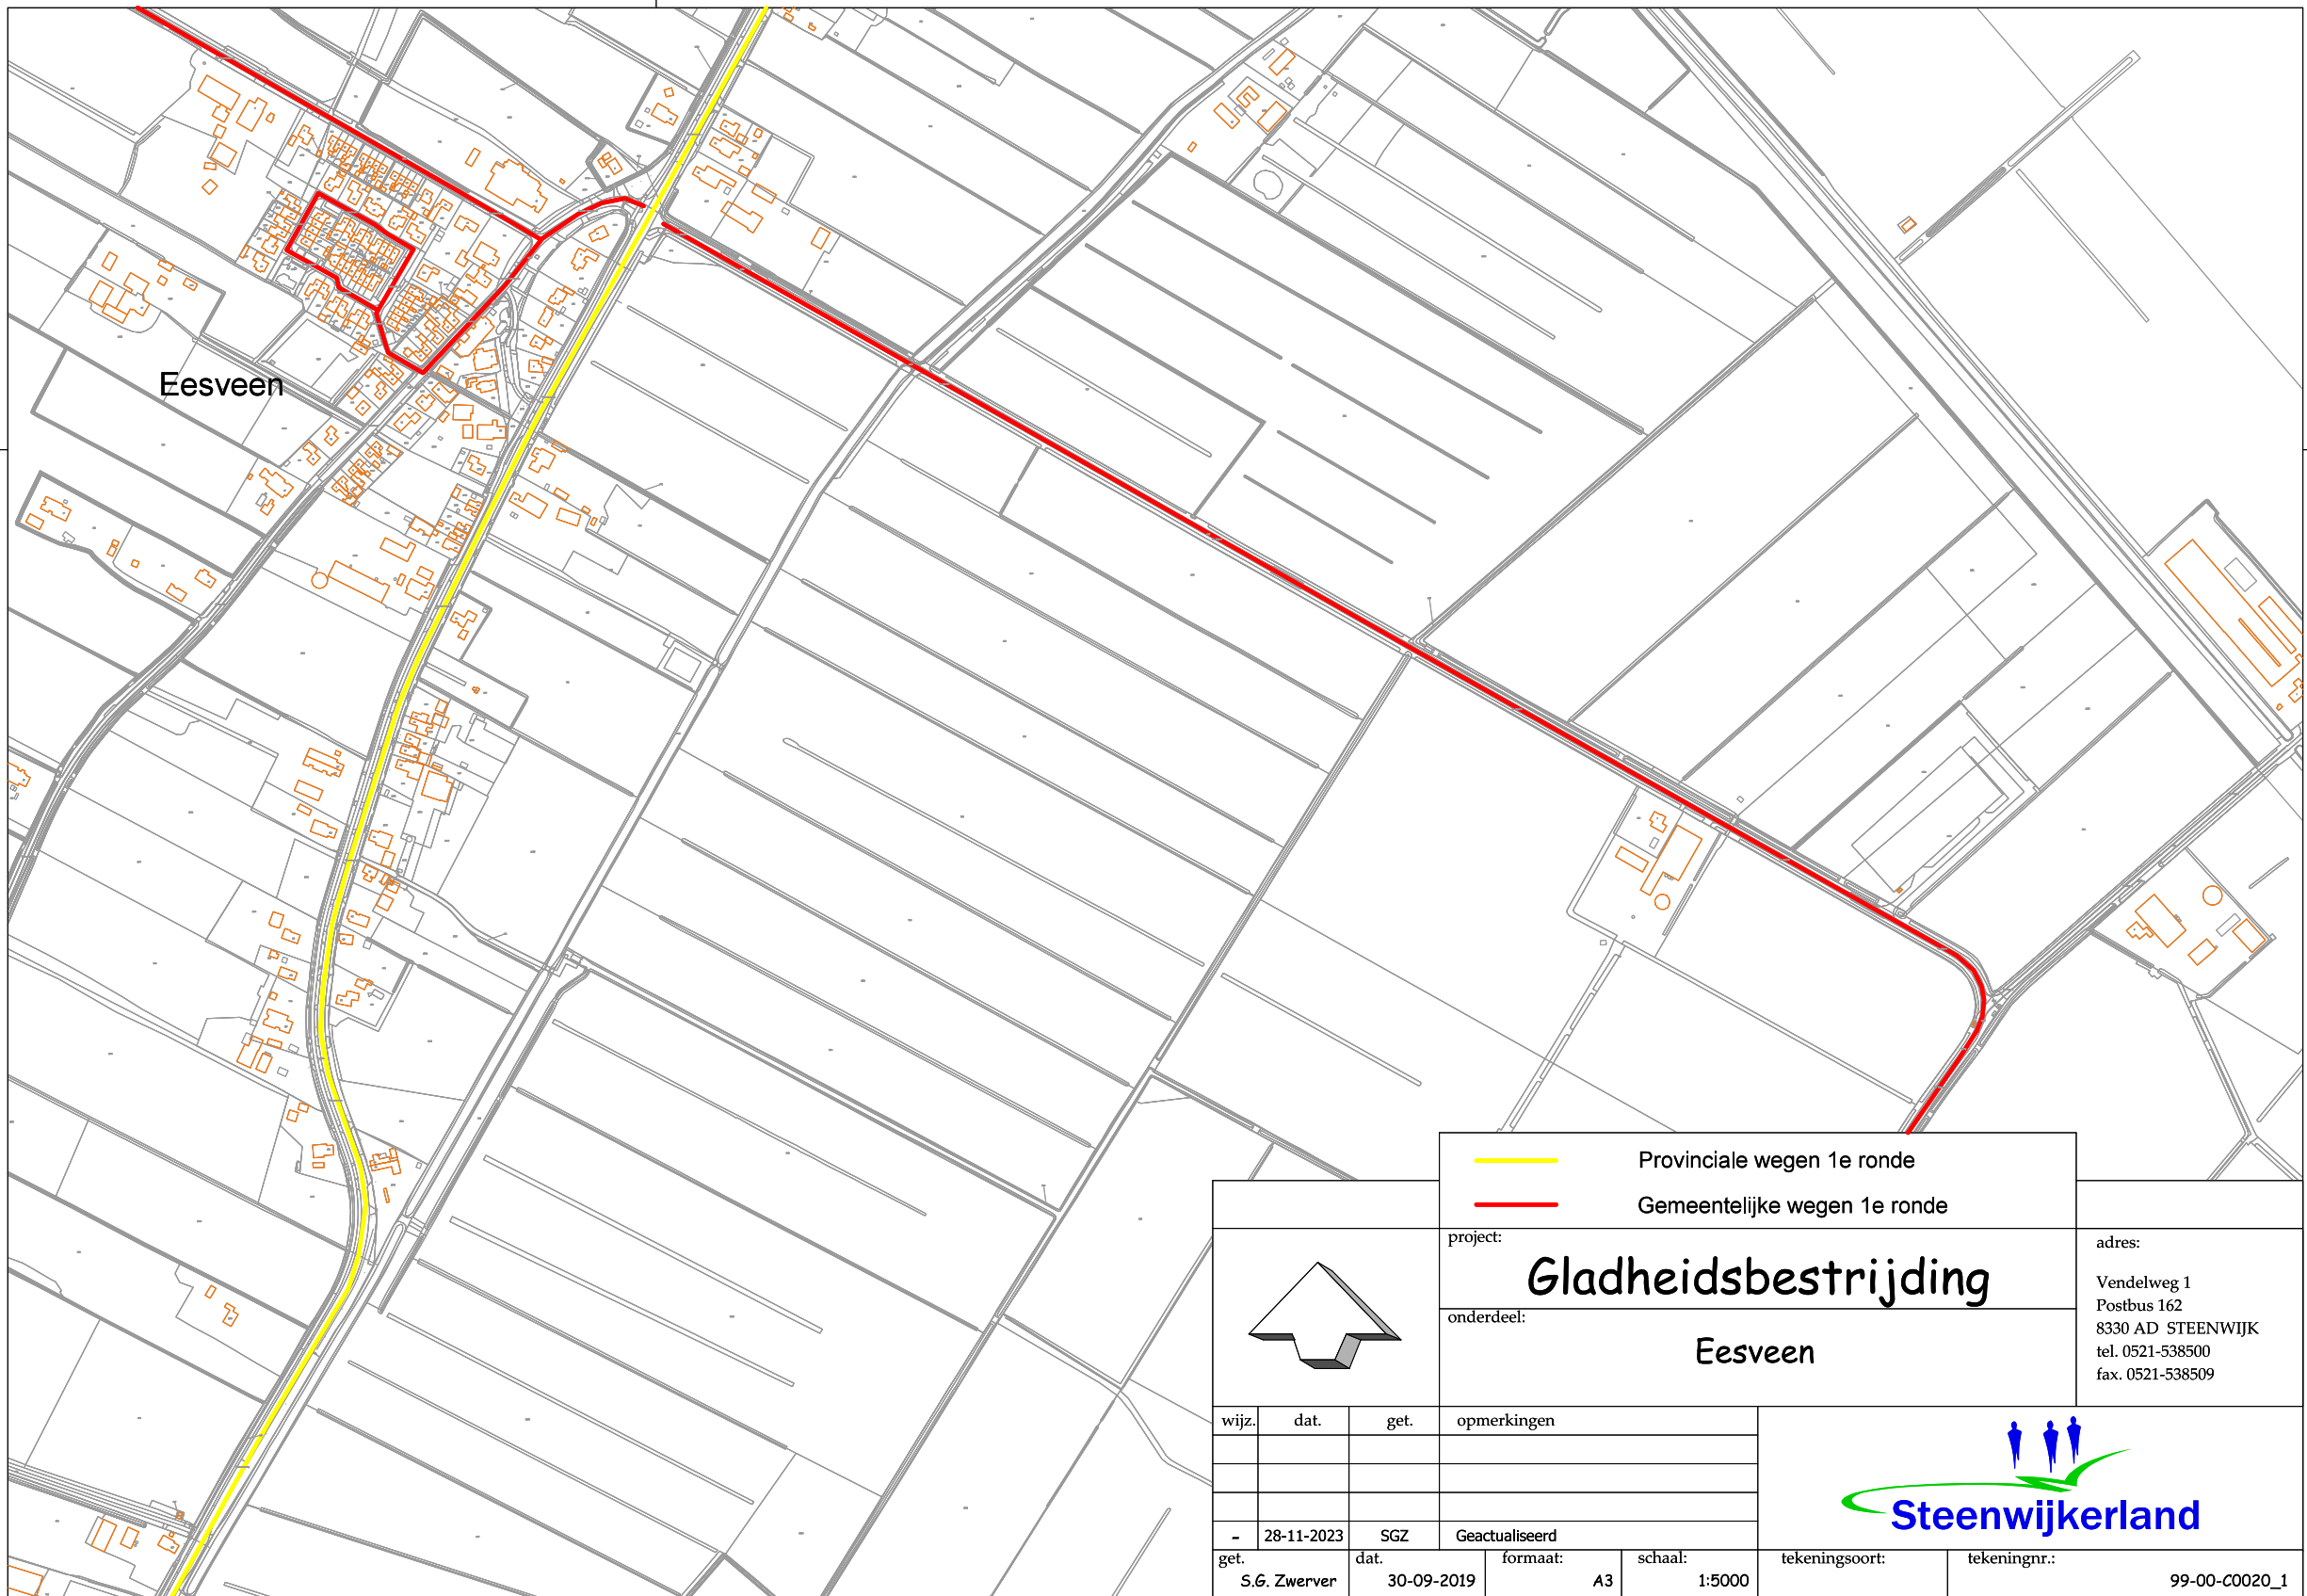 Eesveen
Provinciale wegen 1e ronde
Gemeentelijke wegen 1e ronde
project:
Gladheidsbestrijding
onderdeel:
Eesveen
adres:
Vendelweg 1
Postbus 162
8330 AD STEENWIJK
tel. 0521-538500
fax. 0521-538509
wijz. dat. get. opmerkingen
- 28-11-2023 SGZ Geactualiseerd
Steenwijkerland
get. dat. formaat: schaal: tekeningsoort: tekeningnr.:
S.G. Zwerver 30-09-2019 A3 1:5000 99-00-C0020_1